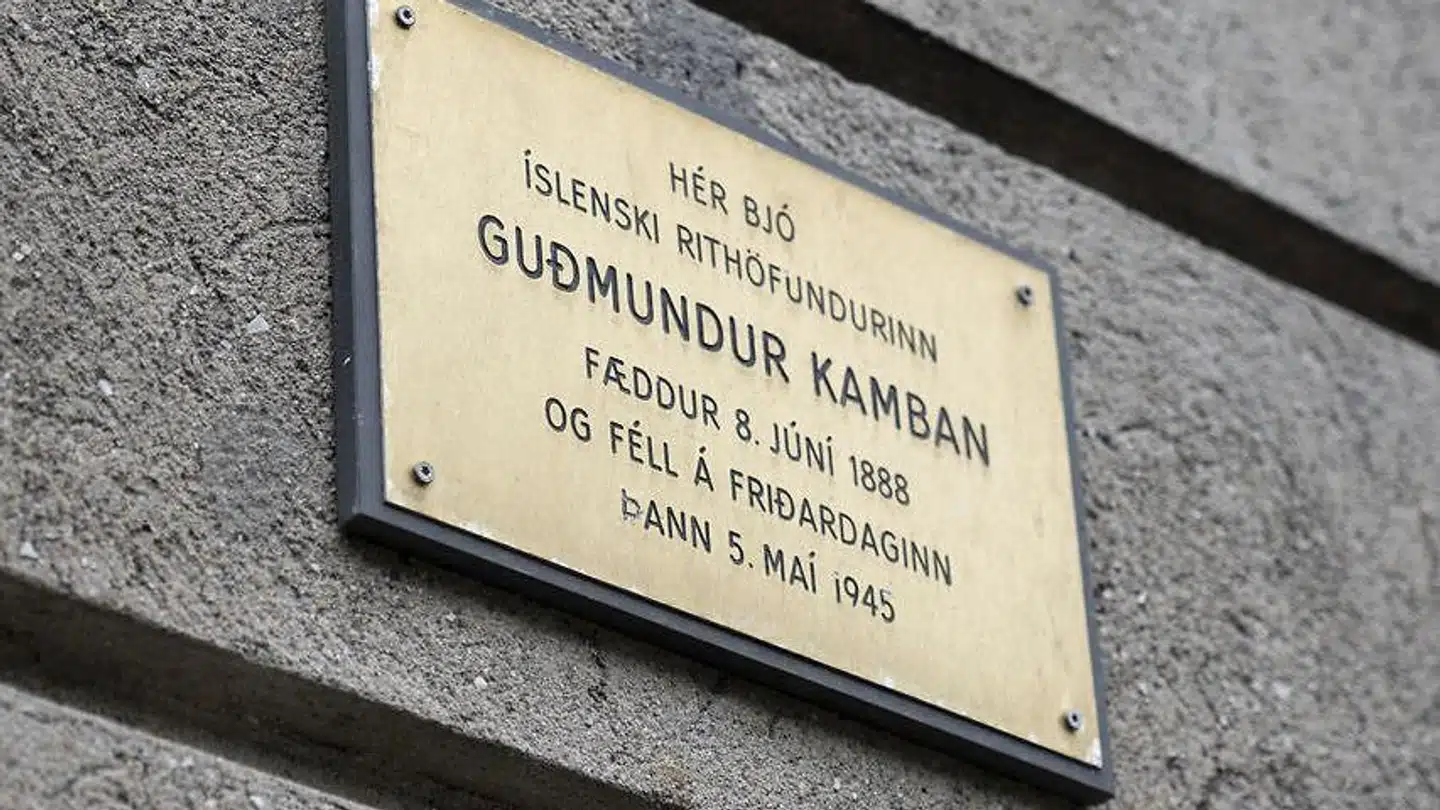 HÉR BJÓ
ÍSLENSKI RITHÖFUNDURINN
GUÐMUNDUR KAMBAN
FÆDDUR 8. JÚNÍ 1888
OG FÉLL Á FRIÐARDAGINN
ÞANN 5. MAÍ 1945